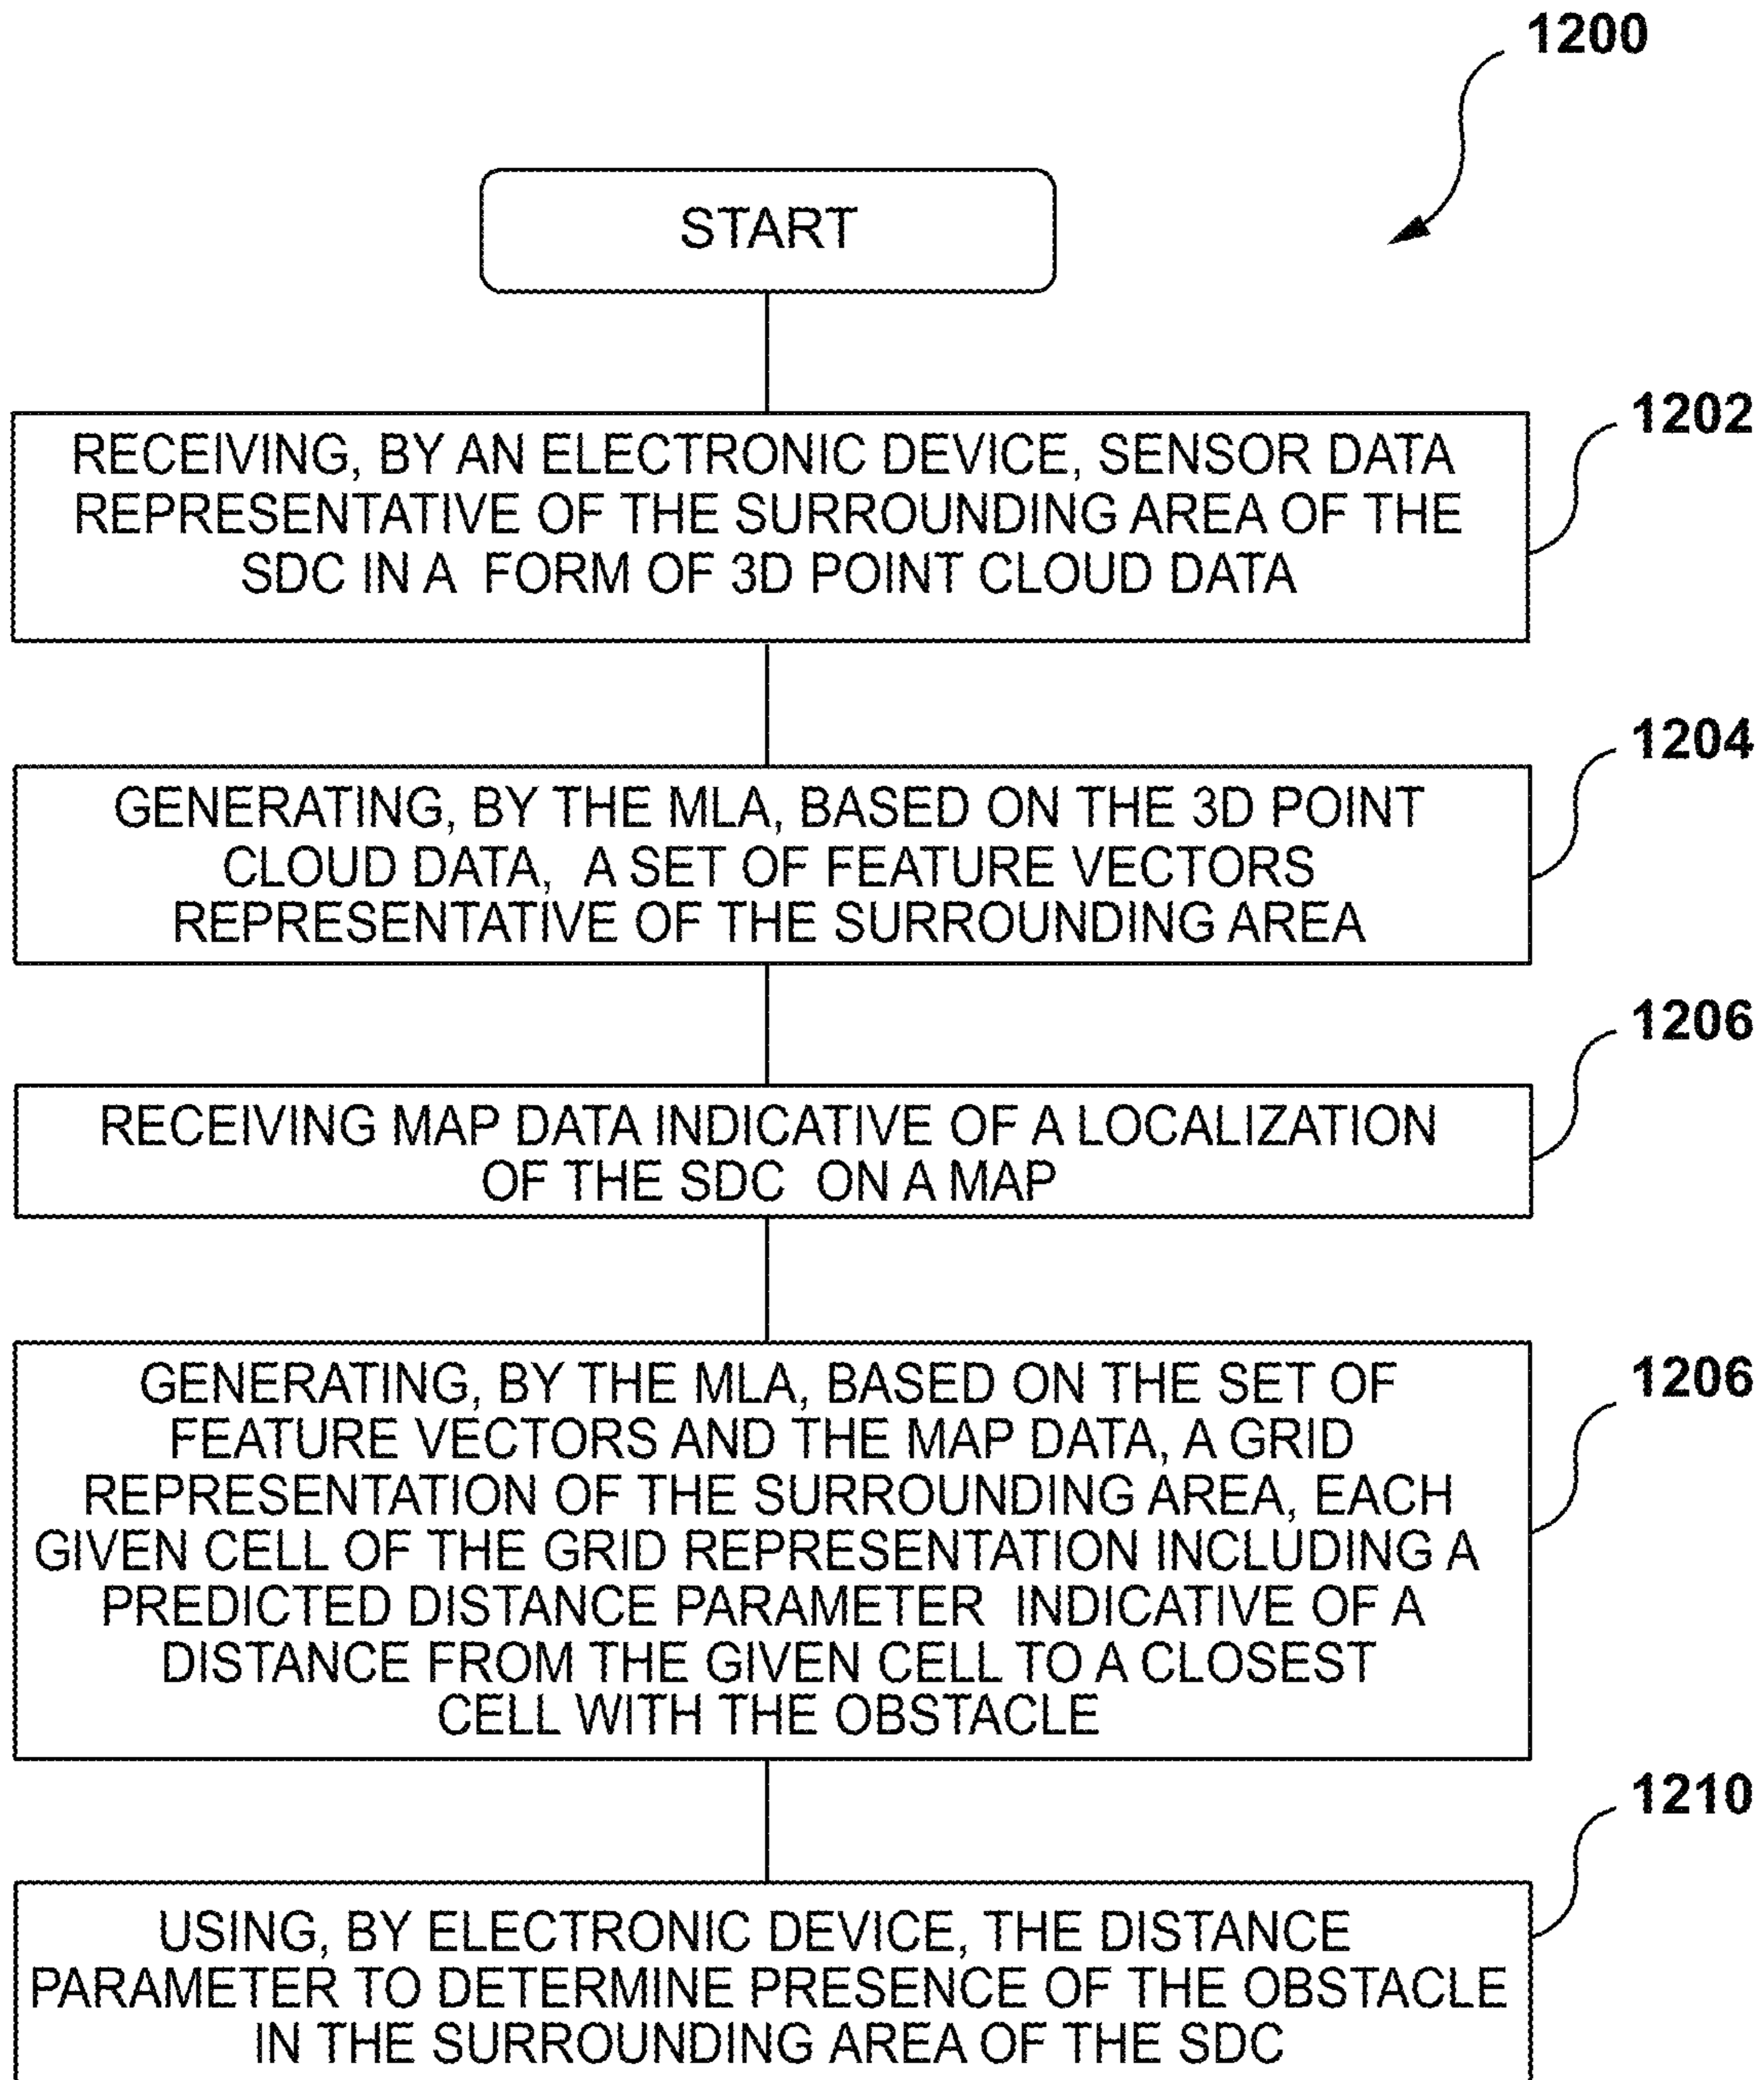 1200
START
1202
RECEIVING, BY AN ELECTRONIC DEVICE, SENSOR DATA
REPRESENTATIVE OF THE SURROUNDING AREA OF THE
SDC IN A FORM OF 3D POINT CLOUD DATA
1204
GENERATING, BY THE MLA, BASED ON THE 3D POINT
CLOUD DATA, A SET OF FEATURE VECTORS
REPRESENTATIVE OF THE SURROUNDING AREA
1206
RECEIVING MAP DATA INDICATIVE OF A LOCALIZATION
OF THE SDC ON A MAP
1206
GENERATING, BY THE MLA, BASED ON THE SET OF
FEATURE VECTORS AND THE MAP DATA, A GRID
REPRESENTATION OF THE SURROUNDING AREA, EACH
GIVEN CELL OF THE GRID REPRESENTATION INCLUDING A
PREDICTED DISTANCE PARAMETER INDICATIVE OF A
DISTANCE FROM THE GIVEN CELL TO A CLOSEST
CELL WITH THE OBSTACLE
1210
USING, BY ELECTRONIC DEVICE, THE DISTANCE
PARAMETER TO DETERMINE PRESENCE OF THE OBSTACLE
IN THE SURROUNDING AREA OF THE SDC